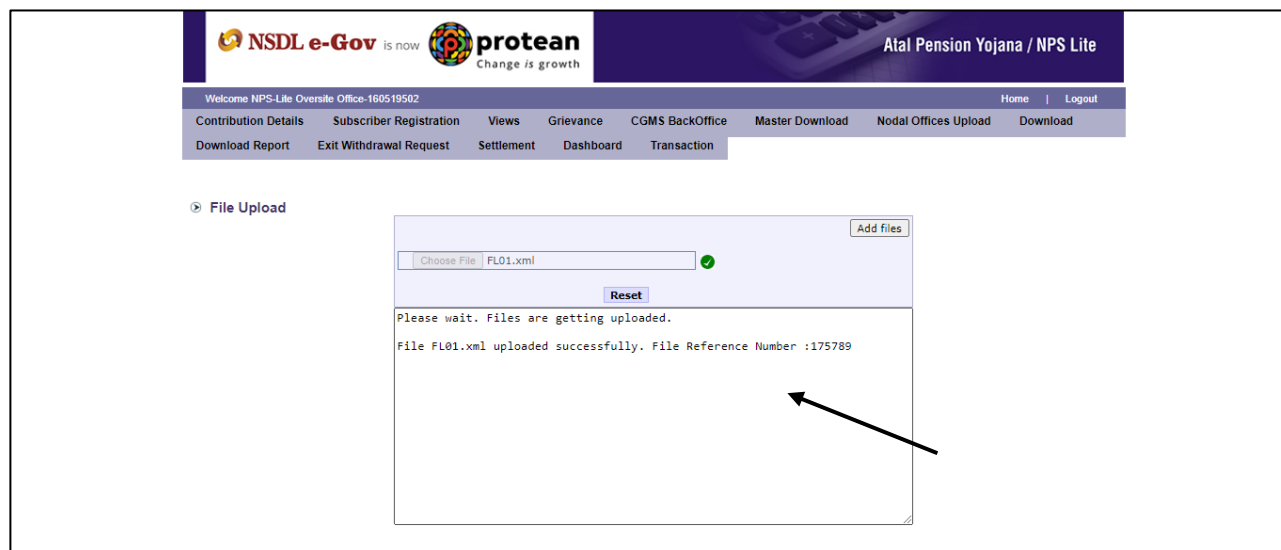 NSDL e-Gov is now protean
Change is growth
Atal Pension Yojana / NPS Lite
Welcome NPS-Lite Oversite Office-160519502 Home | Logout
Contribution Details Subscriber Registration Views Grievance CGMS BackOffice Master Download Nodal Offices Upload Download
Download Report Exit Withdrawal Request Settlement Dashboard Transaction
File Upload
Add files
Choose File FL01.xml
Reset
Please wait. Files are getting uploaded.
File FL01.xml uploaded successfully. File Reference Number :175789